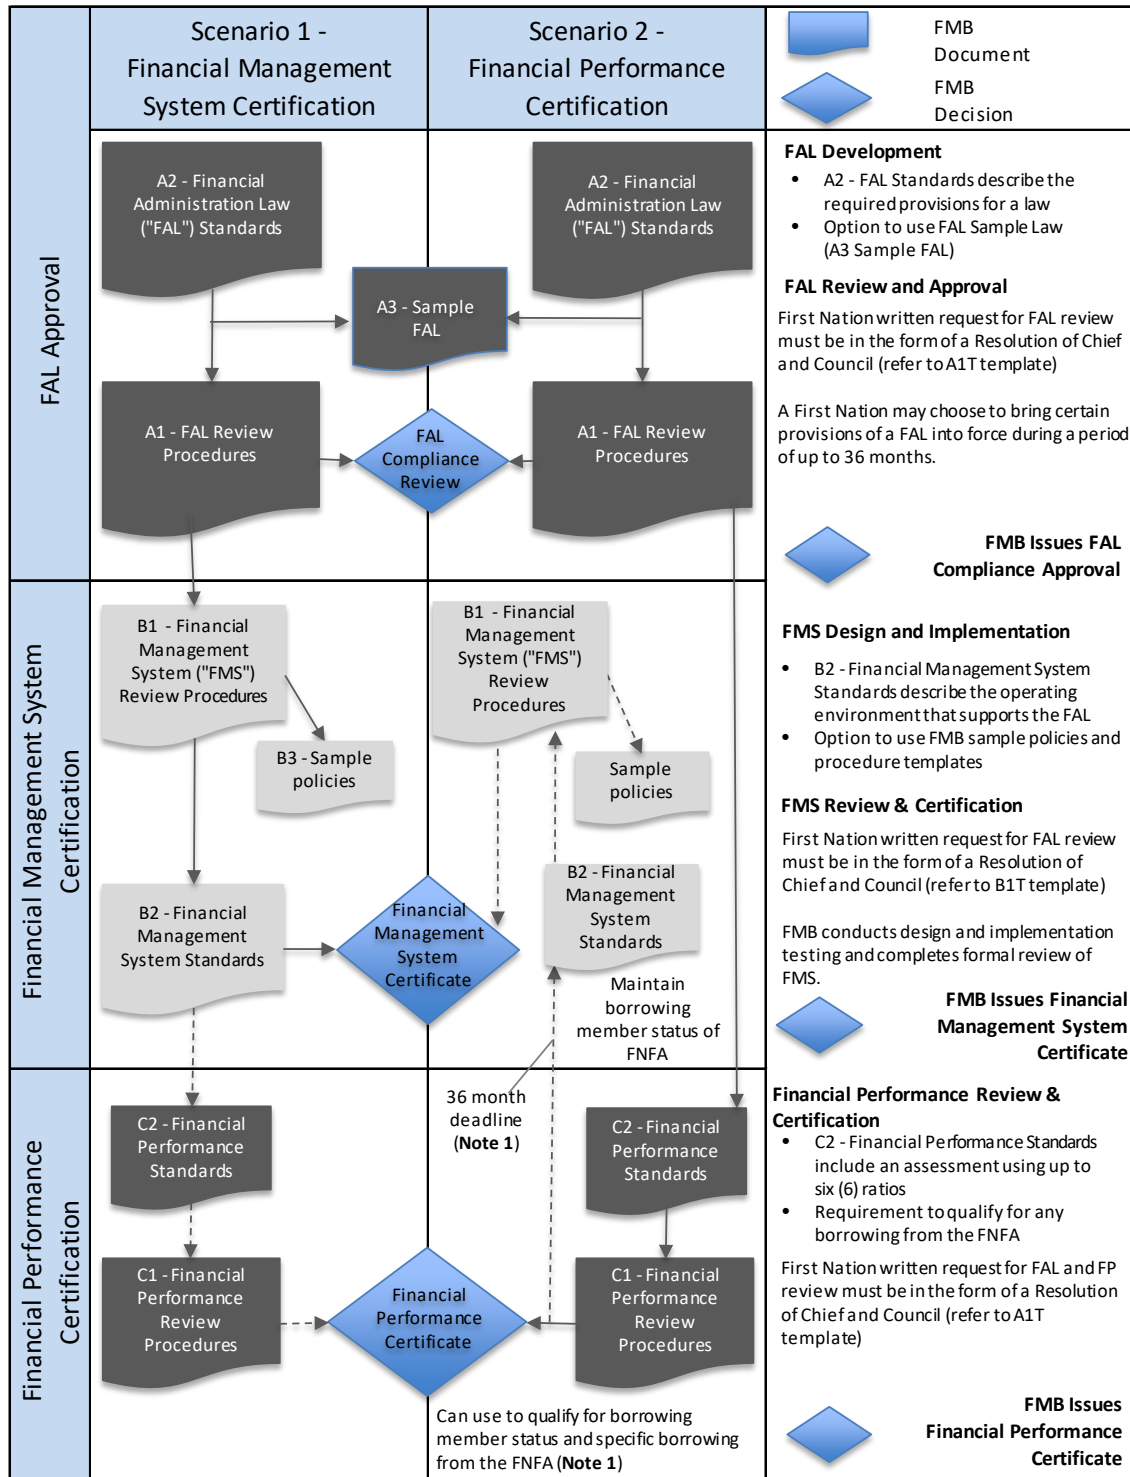 Scenario 1 -
Financial Management
System Certification
Scenario 2 -
Financial Performance
Certification
FMB
Document
FMB
Decision
FAL Approval
A2 - Financial
Administration Law
("FAL") Standards
A2 - Financial
Administration Law
("FAL") Standards
A3 - Sample
FAL
A1 - FAL Review
Procedures
FAL
Compliance
Review
A1 - FAL Review
Procedures
FAL Development
• A2 - FAL Standards describe the
required provisions for a law
• Option to use FAL Sample Law
(A3 Sample FAL)
FAL Review and Approval
First Nation written request for FAL review
must be in the form of a Resolution of Chief
and Council (refer to A1T template)
A First Nation may choose to bring certain
provisions of a FAL into force during a period
of up to 36 months.
FMB Issues FAL
Compliance Approval
Financial Management System
Certification
B1 - Financial
Management
System ("FMS")
Review Procedures
B3 - Sample
policies
B2 - Financial
Management
System Standards
Financial
Management
System
Certificate
B1 - Financial
Management
System ("FMS")
Review
Procedures
Sample
policies
B2 - Financial
Management
System
Standards
Maintain
borrowing
member status of
FNFA
FMS Design and Implementation
• B2 - Financial Management System
Standards describe the operating
environment that supports the FAL
• Option to use FMB sample policies and
procedure templates
FMS Review & Certification
First Nation written request for FAL review
must be in the form of a Resolution of
Chief and Council (refer to B1T template)
FMB conducts design and implementation
testing and completes formal review of
FMS.
FMB Issues Financial
Management System
Certificate
Financial Performance
Certification
C2 - Financial
Performance
Standards
C1 - Financial
Performance
Review
Procedures
Financial
Performance
Certificate
36 month
deadline
(Note 1)
C2 - Financial
Performance
Standards
C1 - Financial
Performance
Review
Procedures
Can use to qualify for borrowing
member status and specific borrowing
from the FNFA (Note 1)
Financial Performance Review &
Certification
• C2 - Financial Performance Standards
include an assessment using up to
six (6) ratios
• Requirement to qualify for any
borrowing from the FNFA
First Nation written request for FAL and FP
review must be in the form of a Resolution
of Chief and Council (refer to A1T
template)
FMB Issues
Financial Performance
Certificate